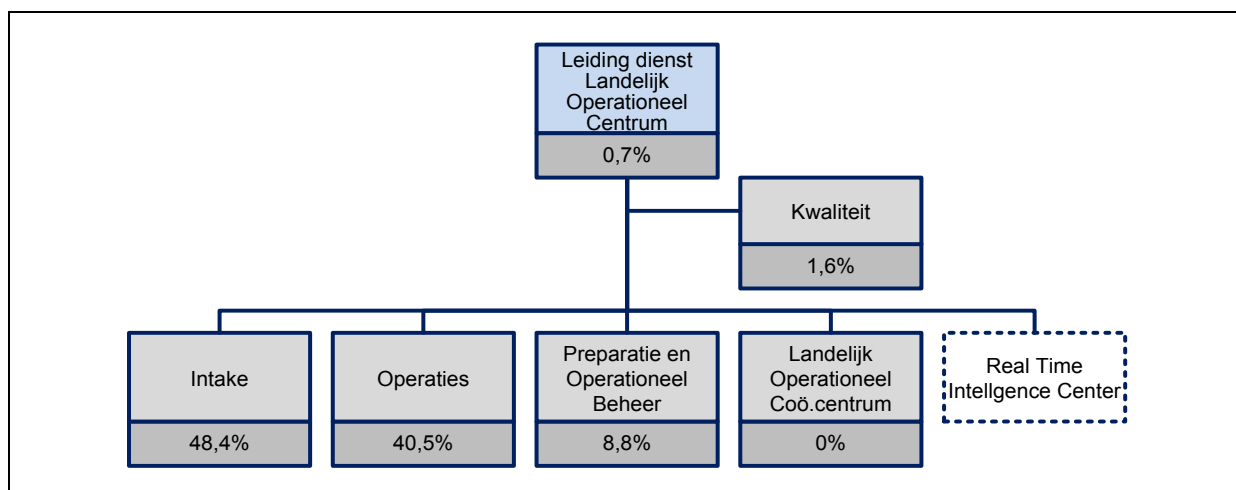 Leiding dienst
Landelijk
Operationeel
Centrum
0,7%
Kwaliteit
1,6%
Intake
48,4%
Operaties
40,5%
Preparatie en
Operationeel
Beheer
8,8%
Landelijk
Operationeel
Coö.centrum
0%
Real Time
Intellgence Center